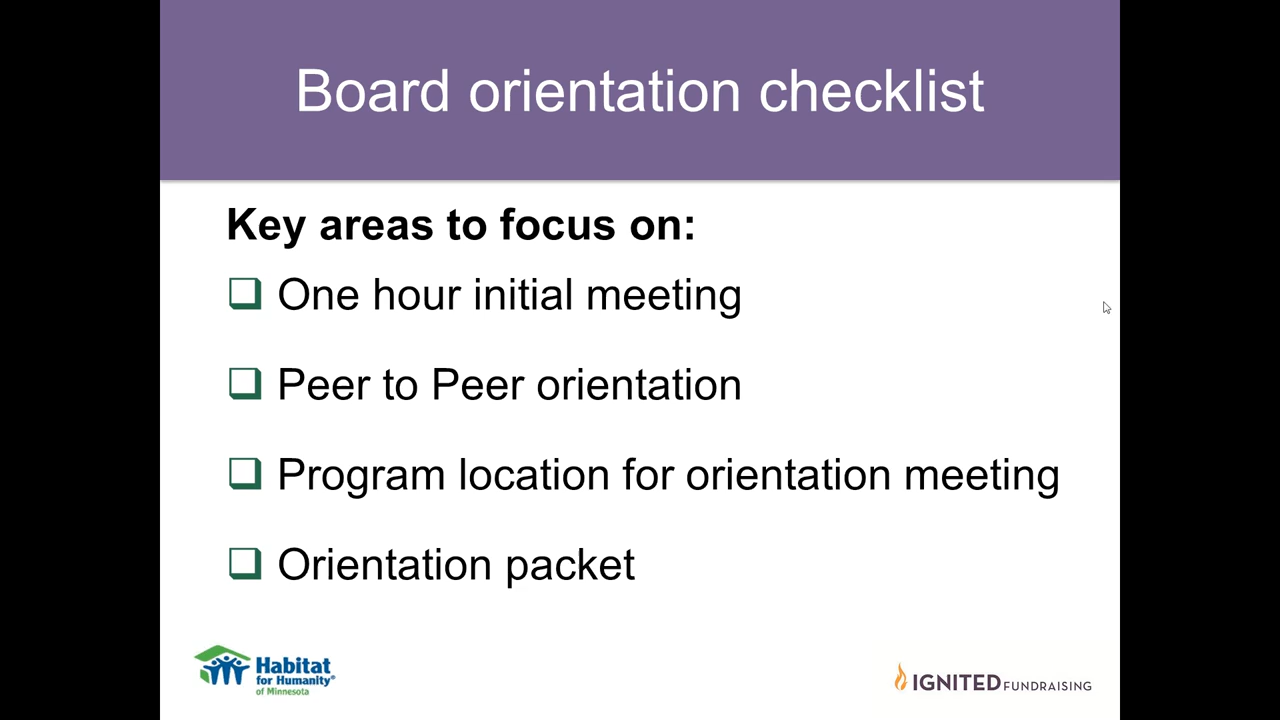 Board orientation checklist
Key areas to focus on:
One hour initial meeting
Peer to Peer orientation
Program location for orientation meeting
Orientation packet
Habitat
for Humanity®
of Minnesota
IGNITED FUNDRAISING